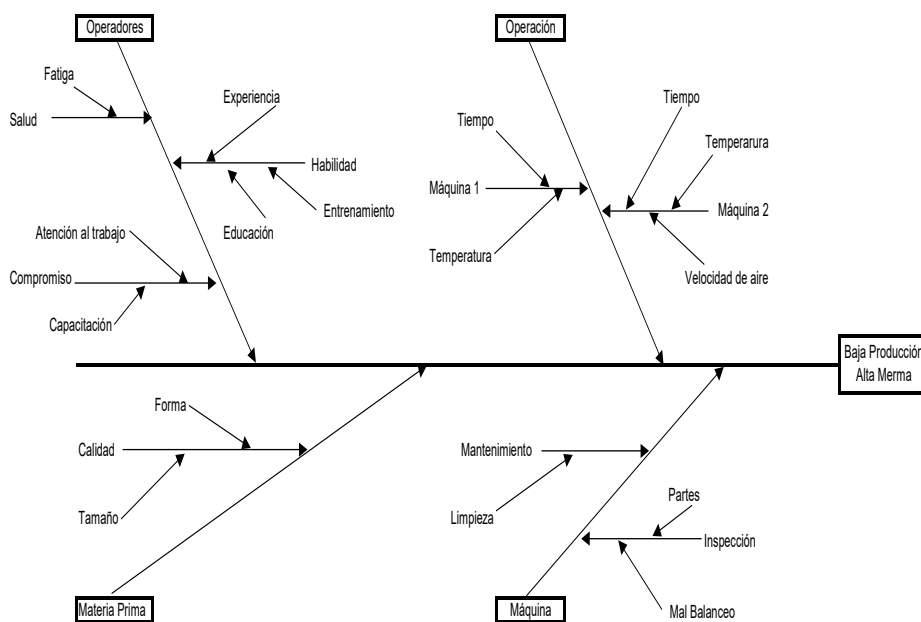 Operadores
Operación
Fatiga
Experiencia
Salud
Habilidad
Entrenamiento
Educación
Atención al trabajo
Compromiso
Capacitación
Tiempo
Tiempo
Temperarura
Máquina 1
Máquina 2
Temperatura
Velocidad de aire
Baja Producción
Alta Merma
Forma
Calidad
Tamaño
Mantenimiento
Limpieza
Partes
Inspección
Mal Balanceo
Materia Prima
Máquina